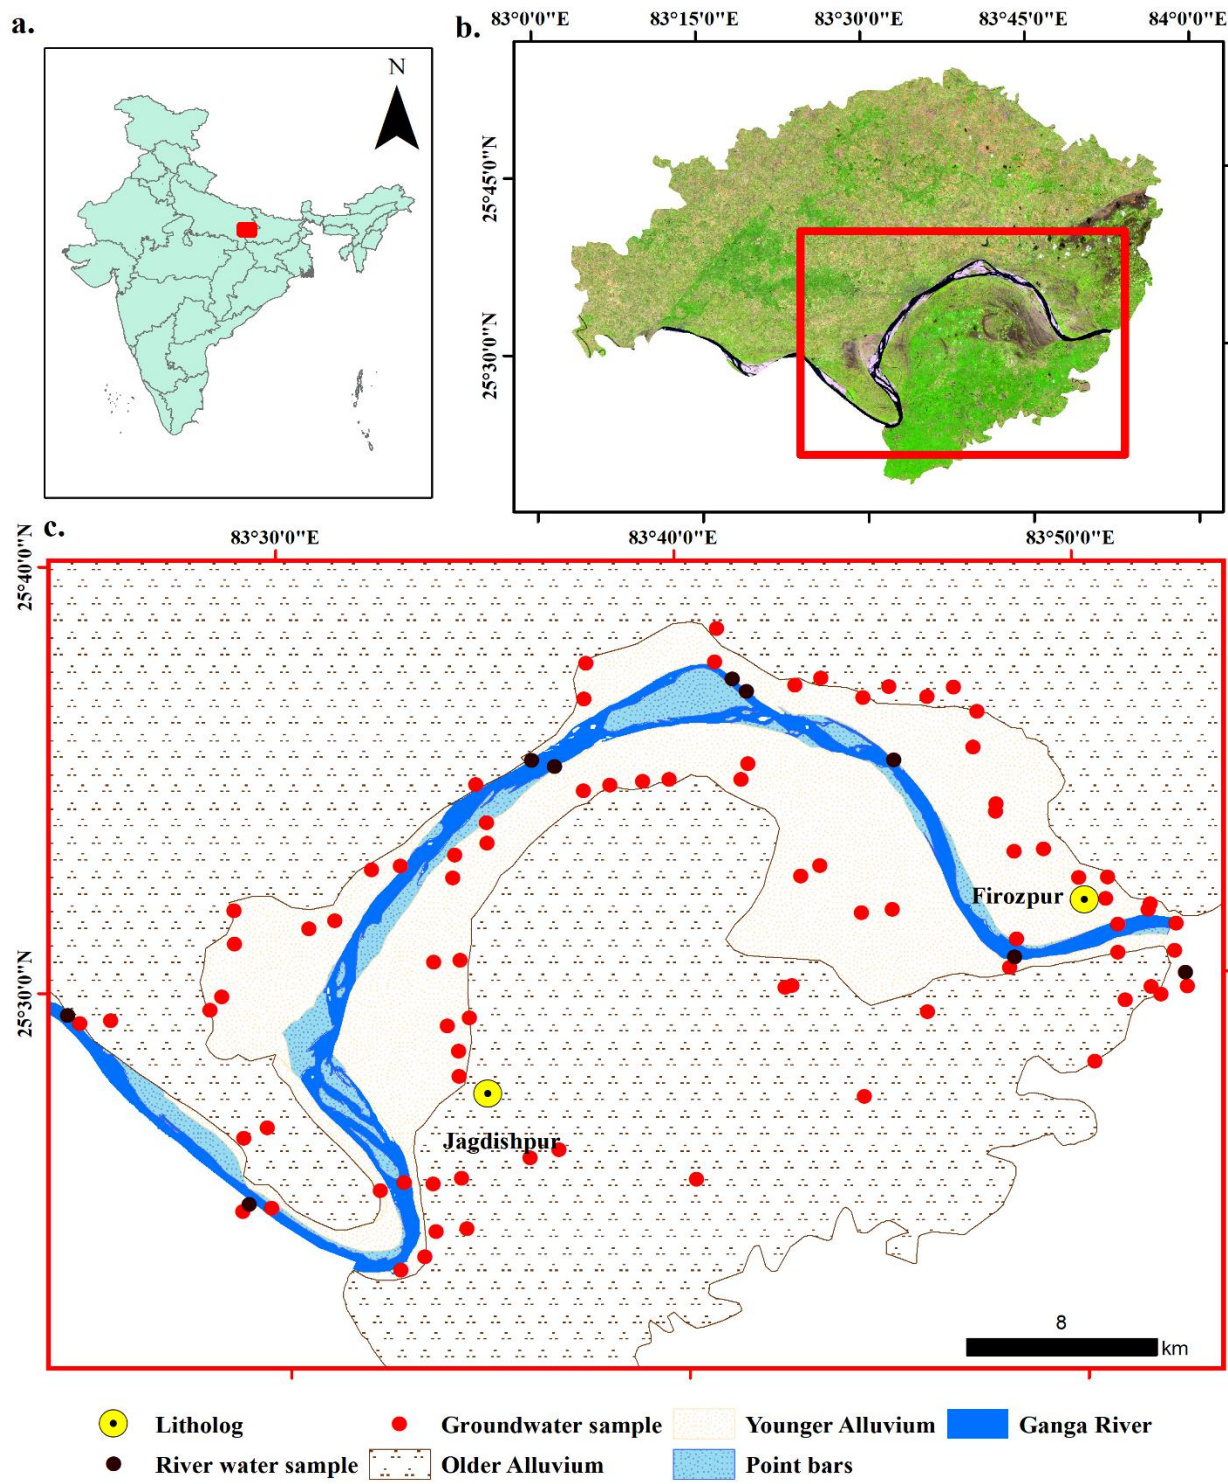 a.
N
b.
83°0'0"E 83°15'0"E 83°30'0"E 83°45'0"E 84°0'0"E
25°45'0"N
25°30'0"N
c.
83°30'0"E 83°40'0"E 83°50'0"E
25°40'0"N
25°30'0"N
Firozpur
Jagdishpur
8
km
Litholog Groundwater sample Younger Alluvium Ganga River
River water sample Older Alluvium Point bars